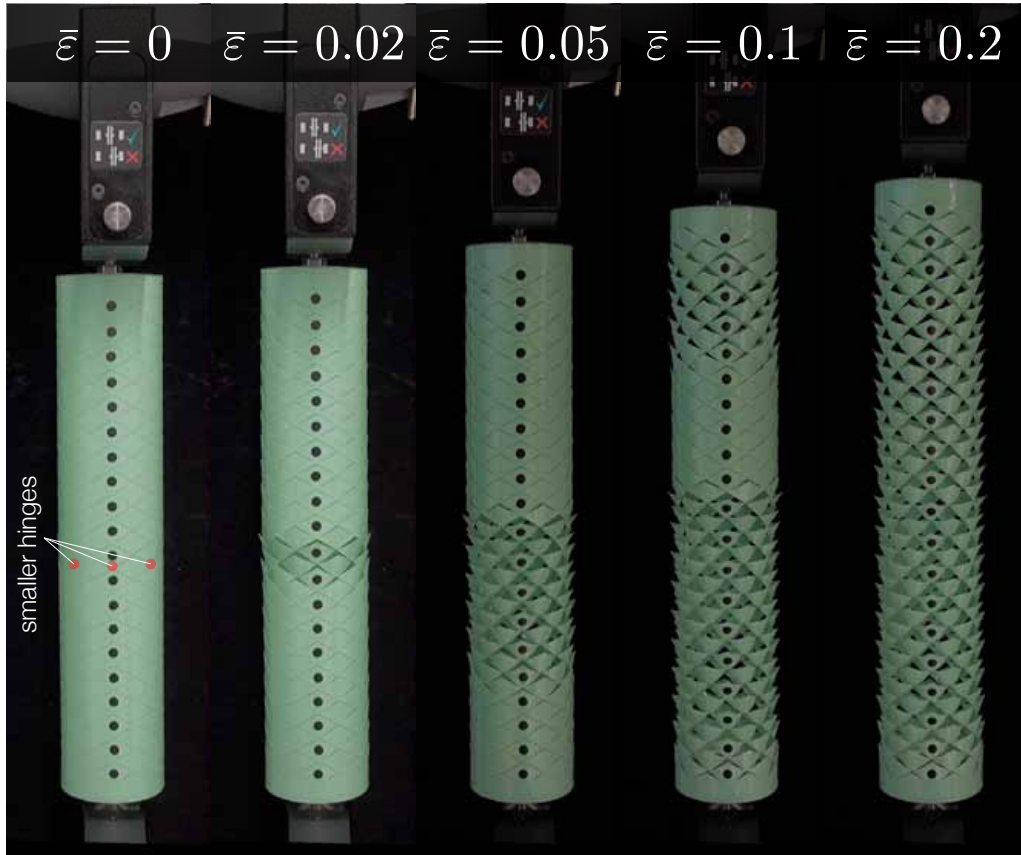 ε̄ = 0
ε̄ = 0.02
ε̄ = 0.05
ε̄ = 0.1
ε̄ = 0.2
smaller hinges